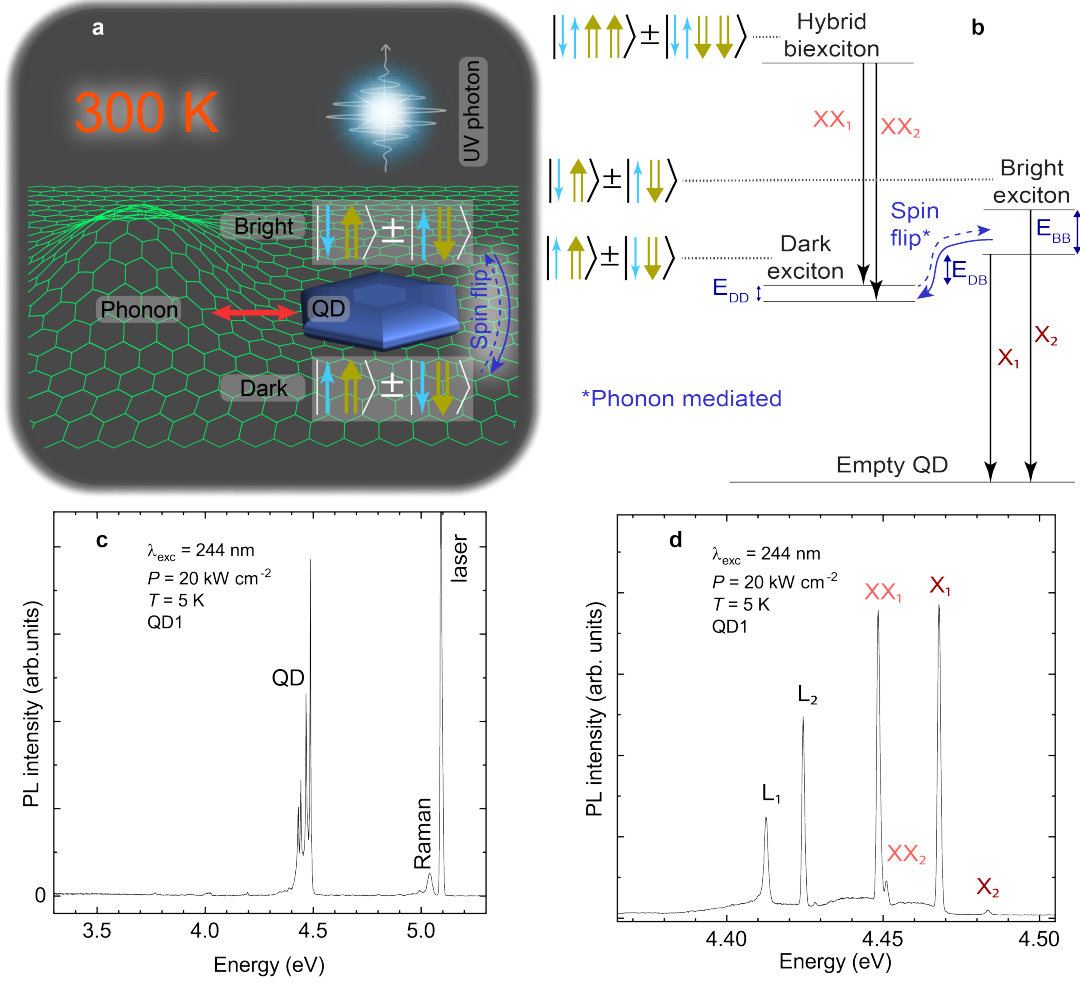 a
300 K
UV photon
Bright
|↓⇑⟩ ± |↑⇓⟩
Phonon
QD
Spin flip
Dark
|↑⇑⟩ ± |↓⇓⟩
b
|↓↑⇑⇑⟩ ± |↓↑⇓⇓⟩
Hybrid
biexciton
XX₁
XX₂
|↓⇑⟩ ± |↑⇓⟩
Bright
exciton
Spin
flip*
E_BB
|↑⇑⟩ ± |↓⇓⟩
Dark
exciton
E_DB
E_DD
X₁
X₂
*Phonon mediated
Empty QD
c
λexc = 244 nm
P = 20 kW cm⁻²
T = 5 K
QD1
laser
QD
Raman
PL intensity (arb.units)
0
3.5
4.0
4.5
5.0
Energy (eV)
d
λexc = 244 nm
P = 20 kW cm⁻²
T = 5 K
QD1
XX₁
X₁
L₂
L₁
XX₂
X₂
PL intensity (arb. units)
4.40
4.45
4.50
Energy (eV)